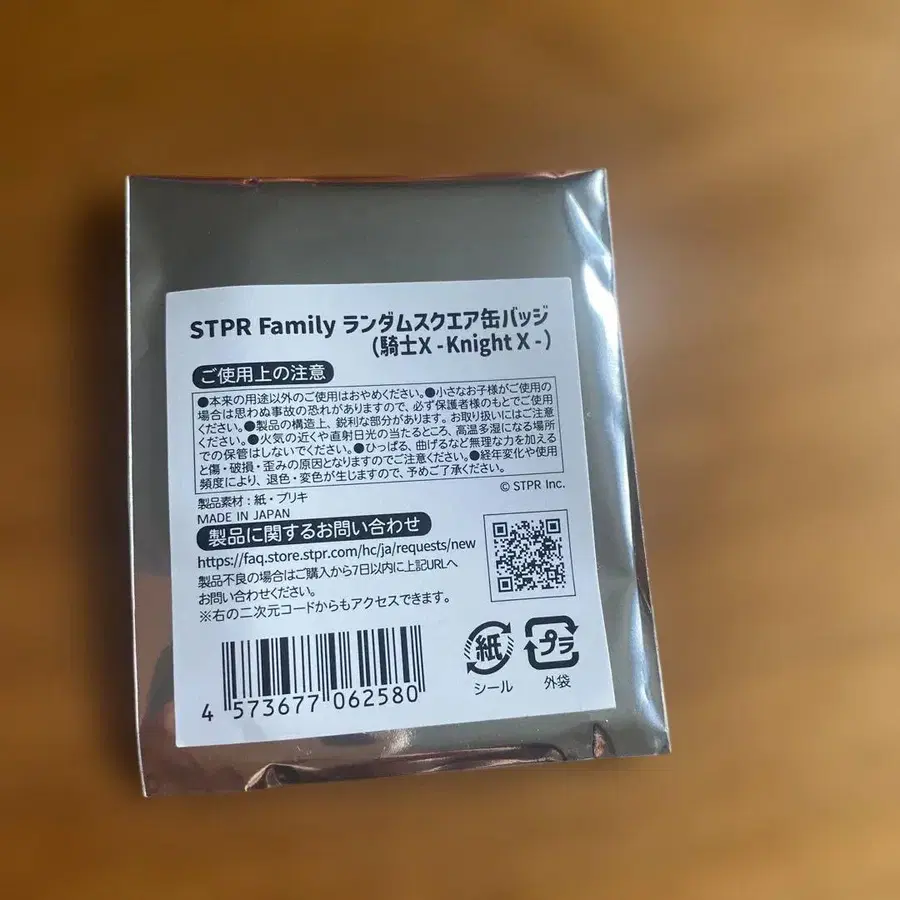 STPR Family ランダムスクエア缶バッジ
(騎士X -Knight X -)
ご使用上の注意
●本来の用途以外のご使用はおやめください。●小さなお子様がご使用の
場合は思わぬ事故の恐れがありますので、必ず保護者様のもとでご使用
ください。●製品の構造上、鋭利な部分があります。お取り扱いにはご注意
ください。●火気の近くや直射日光の当たるところ、高温多湿になる場所
での保管はしないでください。●ひっぱる、曲げるなど無理な力を加える
と傷・破損・歪みの原因となりますのでご注意ください。●経年変化や使用
頻度により、退色・変色が生じますので、予めご了承ください。
© STPR Inc.
製品素材：紙・ブリキ
MADE IN JAPAN
製品に関するお問い合わせ
https://faq.store.stpr.com/hc/ja/requests/new
製品不良の場合はご購入から7日以内に上記URLへ
お問い合わせください。
※右の二次元コードからもアクセスできます。
紙
シール
プラ
外袋
4 573677 062580